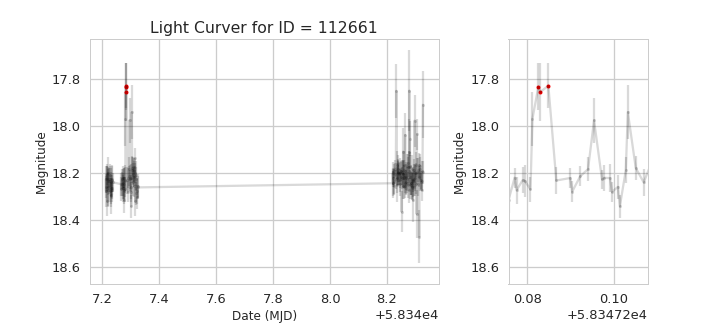 Light Curver for ID = 112661
Magnitude
17.8
18.0
18.2
18.4
18.6
7.2 7.4 7.6 7.8 8.0 8.2
Date (MJD)
+5.834e4
Magnitude
17.8
18.0
18.2
18.4
18.6
0.08 0.10
+5.83472e4